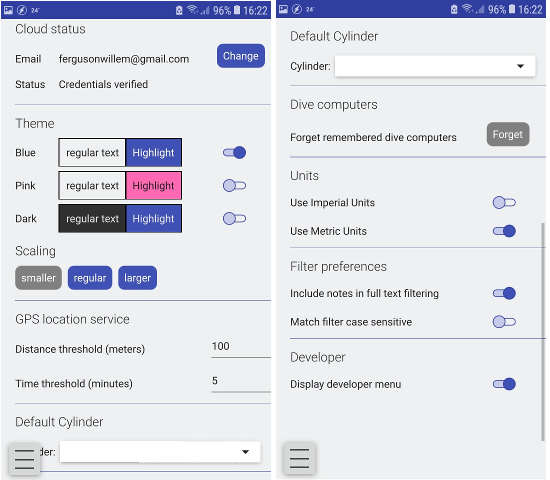 24°
96% 16:22
Cloud status
Email fergusonwillem@gmail.com Change
Status Credentials verified
Theme
Blue regular text Highlight
Pink regular text Highlight
Dark regular text Highlight
Scaling
smaller regular larger
GPS location service
Distance threshold (meters) 100
Time threshold (minutes) 5
Default Cylinder
der:
24°
96% 16:22
Default Cylinder
Cylinder:
Dive computers
Forget remembered dive computers Forget
Units
Use Imperial Units
Use Metric Units
Filter preferences
Include notes in full text filtering
Match filter case sensitive
Developer
Display developer menu